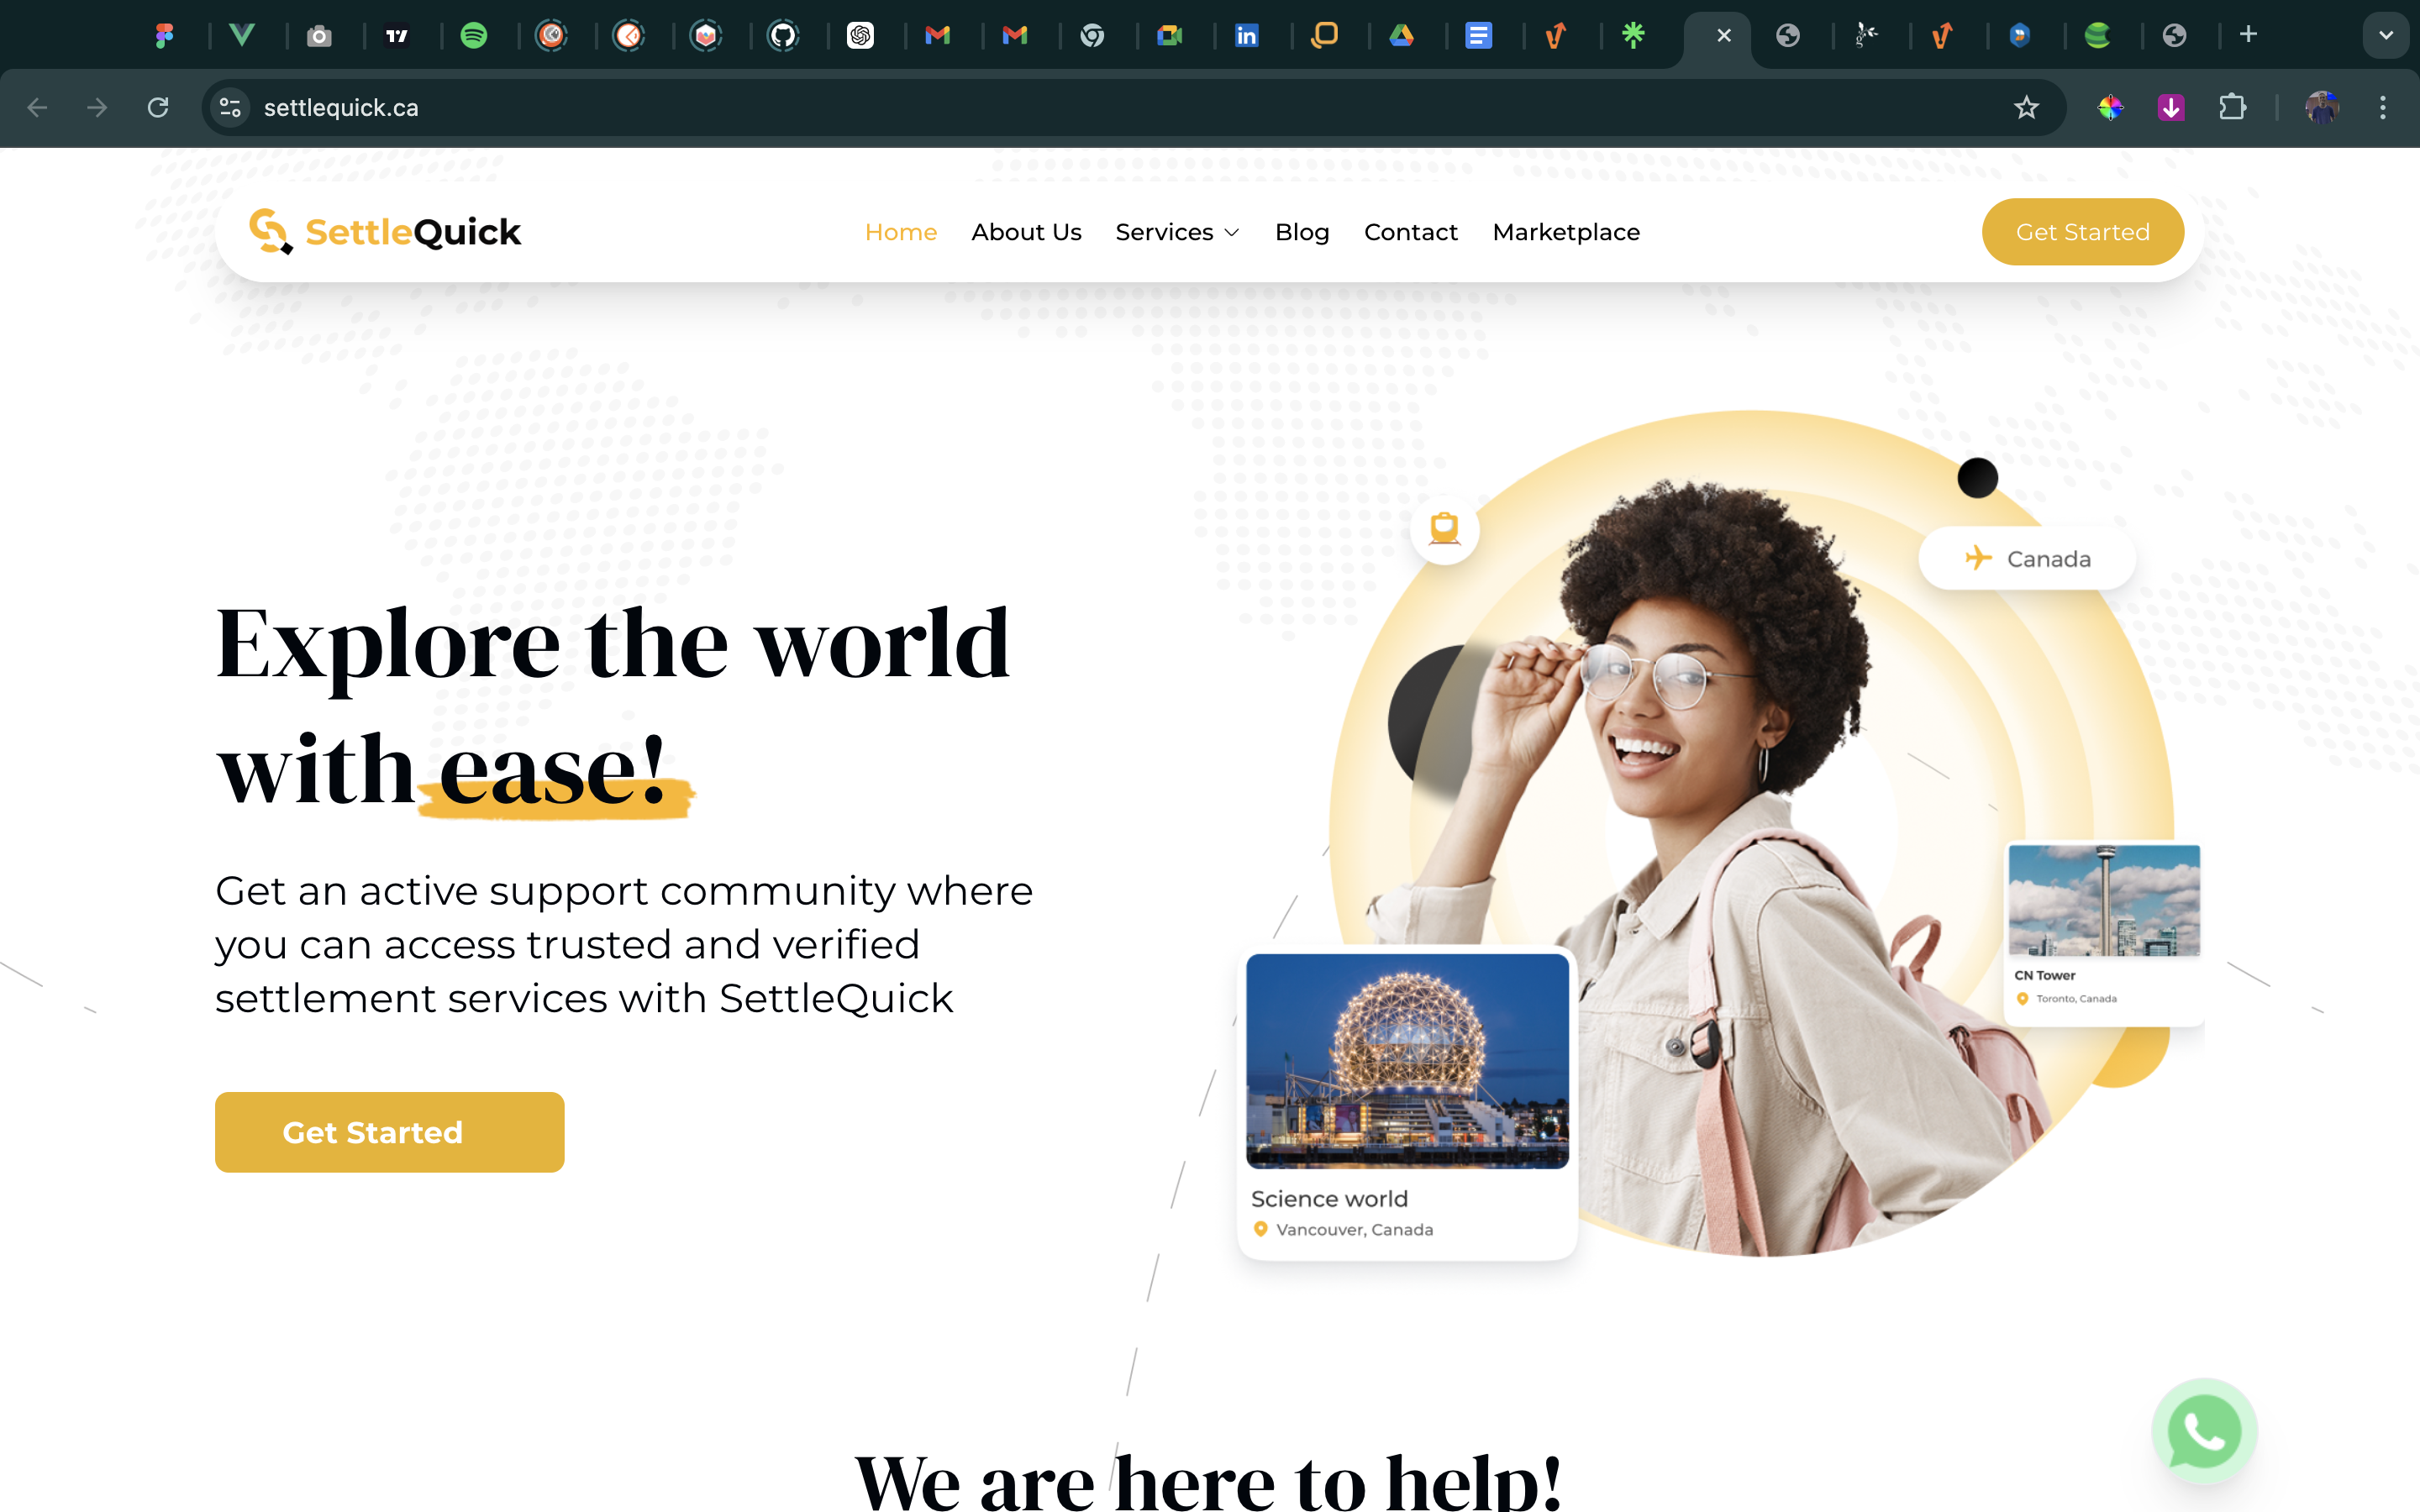 settlequick.ca
SettleQuick
Home
About Us
Services
Blog
Contact
Marketplace
Get Started
Canada
Explore the world
with ease!
Get an active support community where
you can access trusted and verified
settlement services with SettleQuick
Get Started
CN Tower
Toronto, Canada
Science world
Vancouver, Canada
We are here to help!